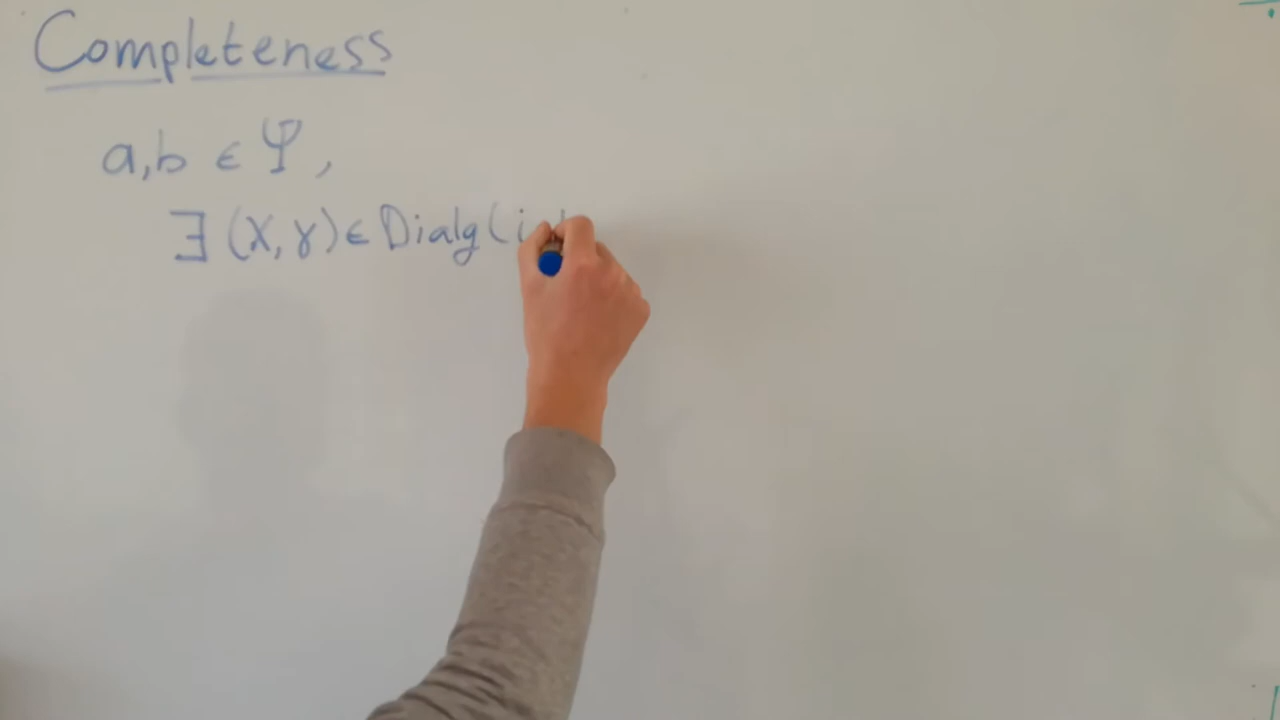 Completeness
a,b ∈ Ψ,
∃ (X,γ) ∈ Dialg(i